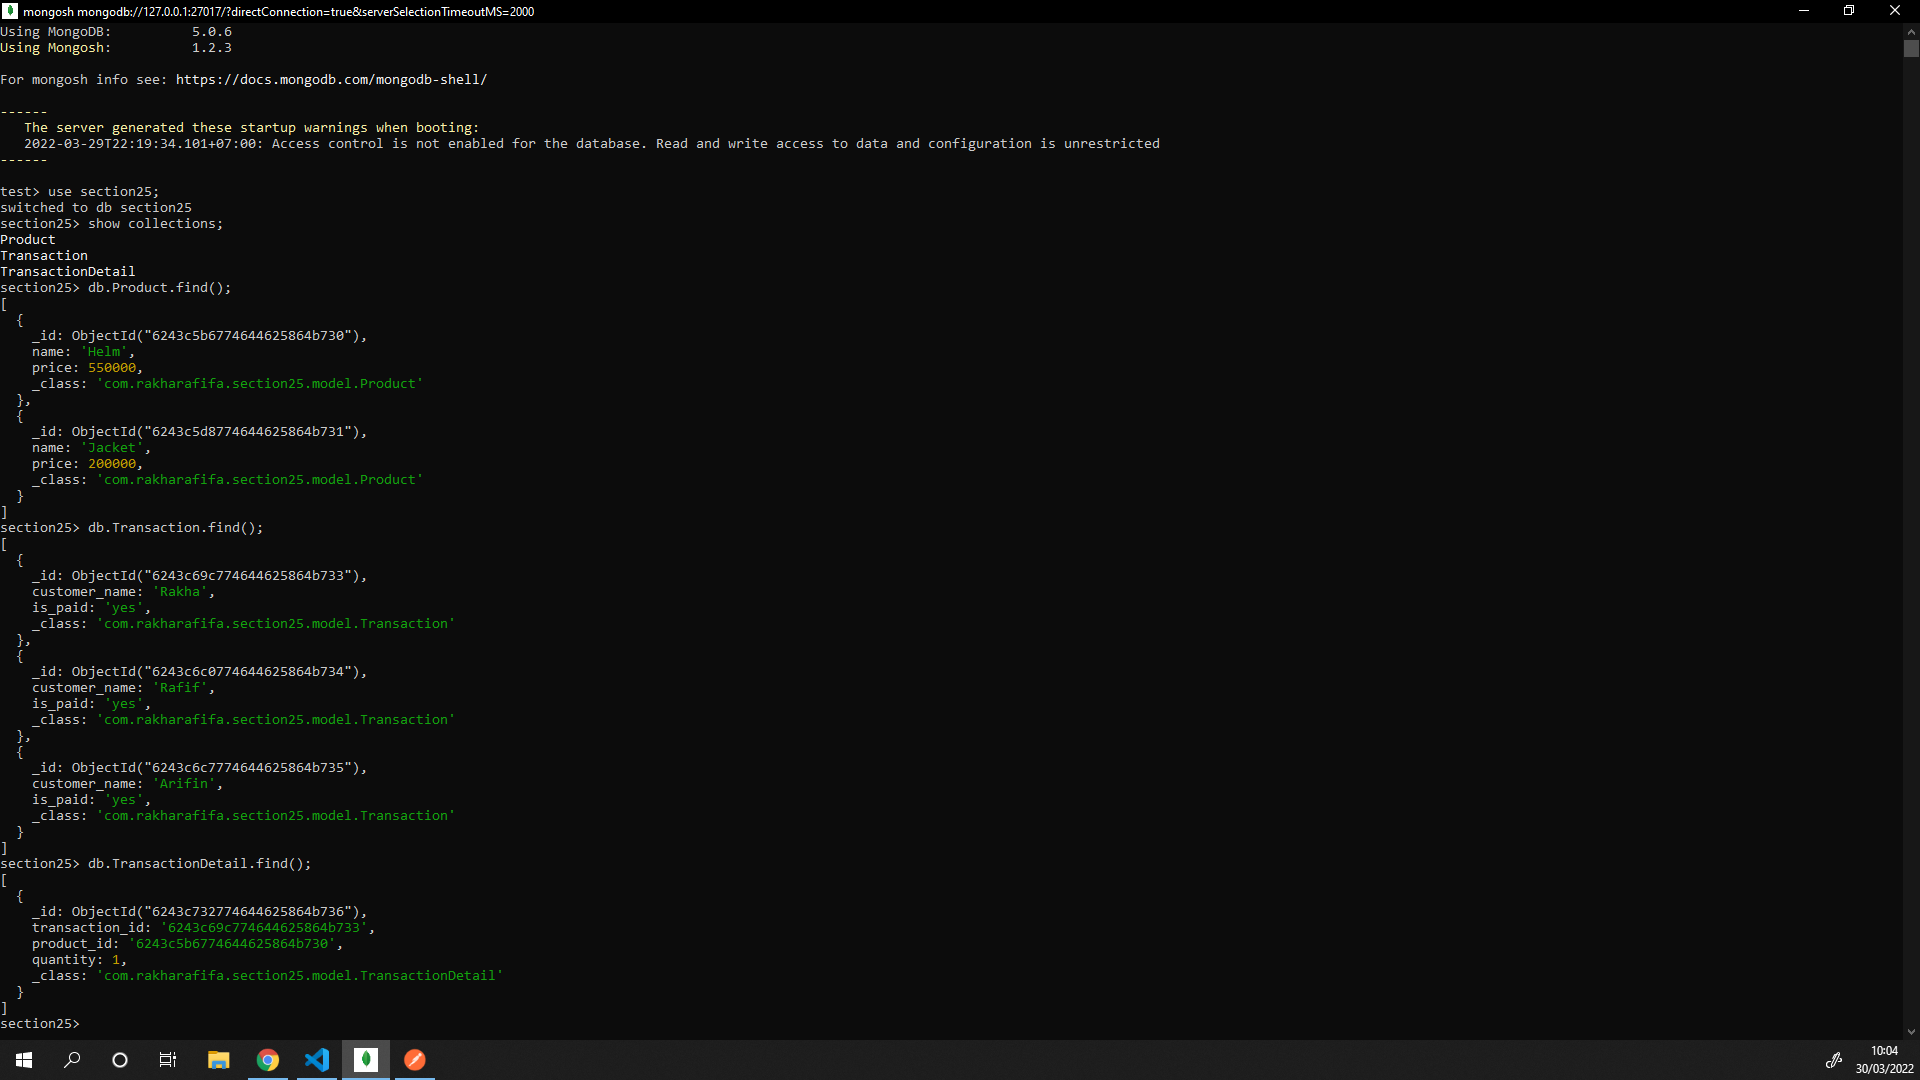 mongosh mongodb://127.0.0.1:27017/?directConnection=true&serverSelectionTimeoutMS=2000
Using MongoDB:          5.0.6
Using Mongosh:          1.2.3
For mongosh info see: https://docs.mongodb.com/mongodb-shell/
------
   The server generated these startup warnings when booting:
   2022-03-29T22:19:34.101+07:00: Access control is not enabled for the database. Read and write access to data and configuration is unrestricted
------
test> use section25;
switched to db section25
section25> show collections;
Product
Transaction
TransactionDetail
section25> db.Product.find();
[
  {
    _id: ObjectId("6243c5b6774644625864b730"),
    name: 'Helm',
    price: 550000,
    _class: 'com.rakharafifa.section25.model.Product'
  },
  {
    _id: ObjectId("6243c5d8774644625864b731"),
    name: 'Jacket',
    price: 200000,
    _class: 'com.rakharafifa.section25.model.Product'
  }
]
section25> db.Transaction.find();
[
  {
    _id: ObjectId("6243c69c774644625864b733"),
    customer_name: 'Rakha',
    is_paid: 'yes',
    _class: 'com.rakharafifa.section25.model.Transaction'
  },
  {
    _id: ObjectId("6243c6c0774644625864b734"),
    customer_name: 'Rafif',
    is_paid: 'yes',
    _class: 'com.rakharafifa.section25.model.Transaction'
  },
  {
    _id: ObjectId("6243c6c7774644625864b735"),
    customer_name: 'Arifin',
    is_paid: 'yes',
    _class: 'com.rakharafifa.section25.model.Transaction'
  }
]
section25> db.TransactionDetail.find();
[
  {
    _id: ObjectId("6243c732774644625864b736"),
    transaction_id: '6243c69c774644625864b733',
    product_id: '6243c5b6774644625864b730',
    quantity: 1,
    _class: 'com.rakharafifa.section25.model.TransactionDetail'
  }
]
section25>
10:04
30/03/2022